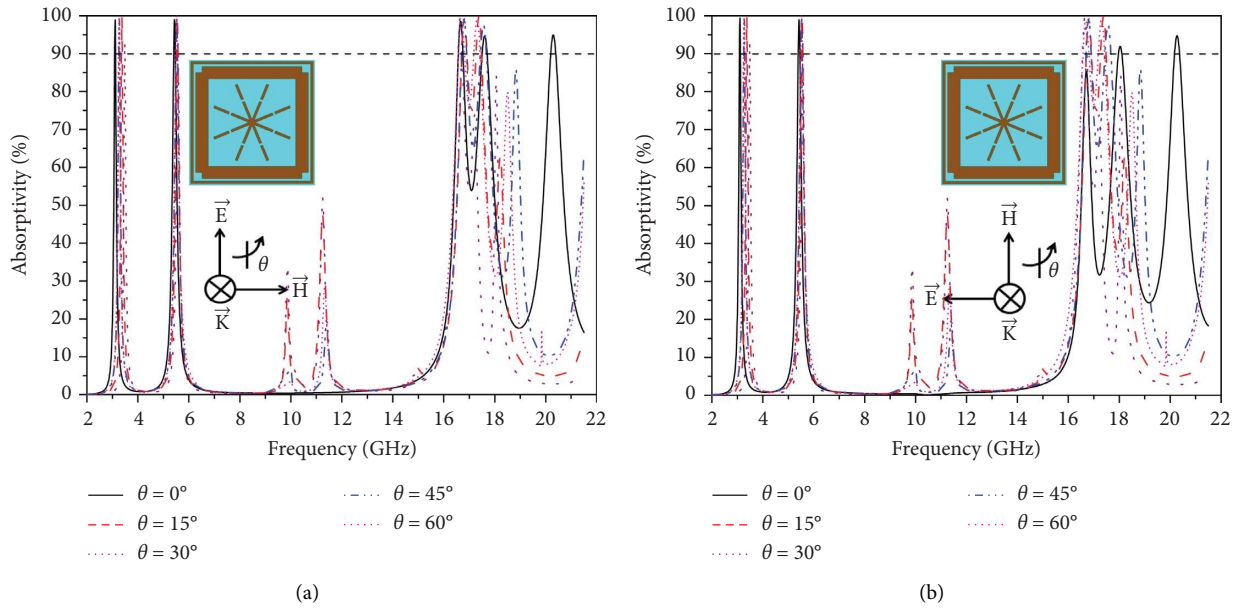 100
90
80
70
60
50
40
30
20
10
0
Absorptivity (%)
E
θ
H
K
2 4 6 8 10 12 14 16 18 20 22
Frequency (GHz)
θ = 0°
θ = 15°
θ = 30°
θ = 45°
θ = 60°
(a)
100
90
80
70
60
50
40
30
20
10
0
Absorptivity (%)
H
θ
E
K
2 4 6 8 10 12 14 16 18 20 22
Frequency (GHz)
θ = 0°
θ = 15°
θ = 30°
θ = 45°
θ = 60°
(b)